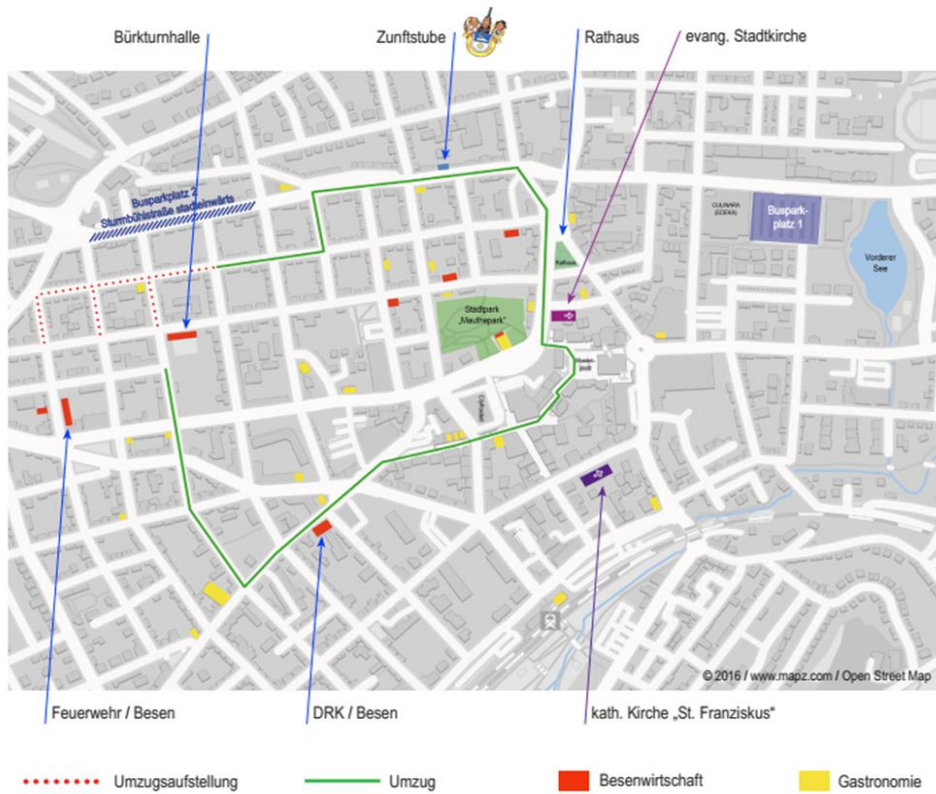 Bürkturnhalle
Zunftstube
Rathaus
evang. Stadtkirche
Busparkplatz 2
Sturmbühlstraße stadteinwärts
CULINARA
(EDEKA)
Buspark-
platz 1
Vorderer
See
Rathaus
Stadtpark
„Mauthepark“
© 2016 / www.mapz.com / Open Street Map
Feuerwehr / Besen
DRK / Besen
kath. Kirche „St. Franziskus“
Umzugsaufstellung
Umzug
Besenwirtschaft
Gastronomie